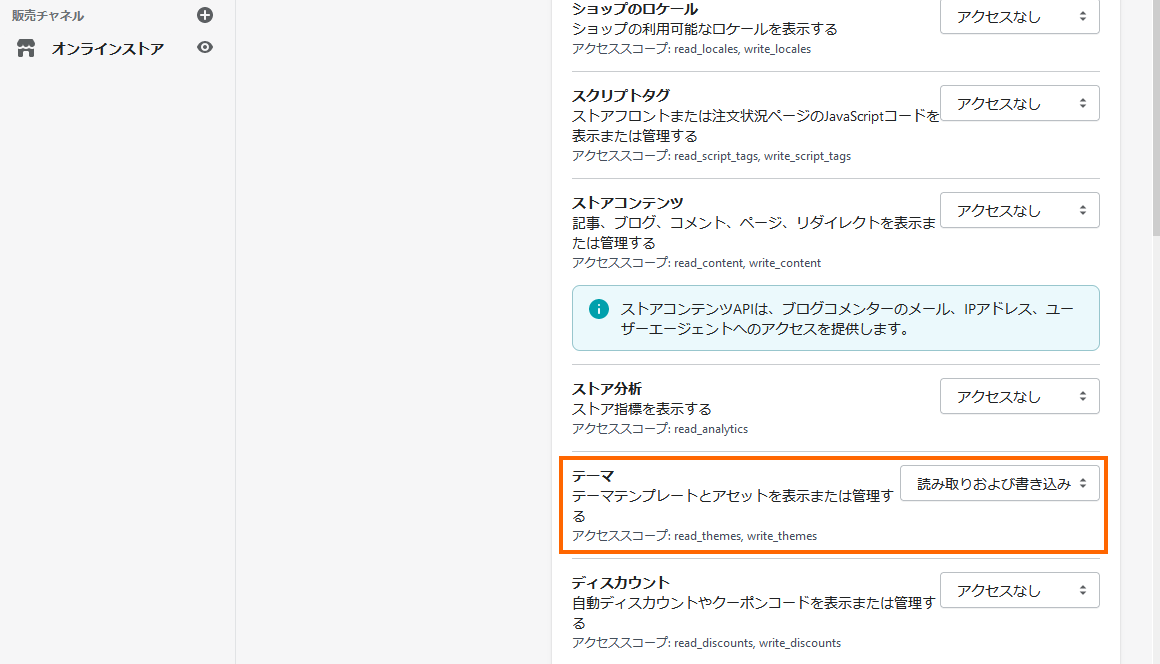 販売チャネル
オンラインストア
ショップのロケール
ショップの利用可能なロケールを表示する
アクセススコープ: read_locales, write_locales
アクセスなし
スクリプトタグ
ストアフロントまたは注文状況ページのJavaScriptコードを
表示または管理する
アクセススコープ: read_script_tags, write_script_tags
アクセスなし
ストアコンテンツ
記事、ブログ、コメント、ページ、リダイレクトを表示ま
たは管理する
アクセススコープ: read_content, write_content
アクセスなし
ストアコンテンツAPIは、ブログコメンターのメール、IPアドレス、ユー
ザーエージェントへのアクセスを提供します。
ストア分析
ストア指標を表示する
アクセススコープ: read_analytics
アクセスなし
テーマ
テーマテンプレートとアセットを表示または管理す
る
アクセススコープ: read_themes, write_themes
読み取りおよび書き込み
ディスカウント
自動ディスカウントやクーポンコードを表示または管理す
る
アクセススコープ: read_discounts, write_discounts
アクセスなし